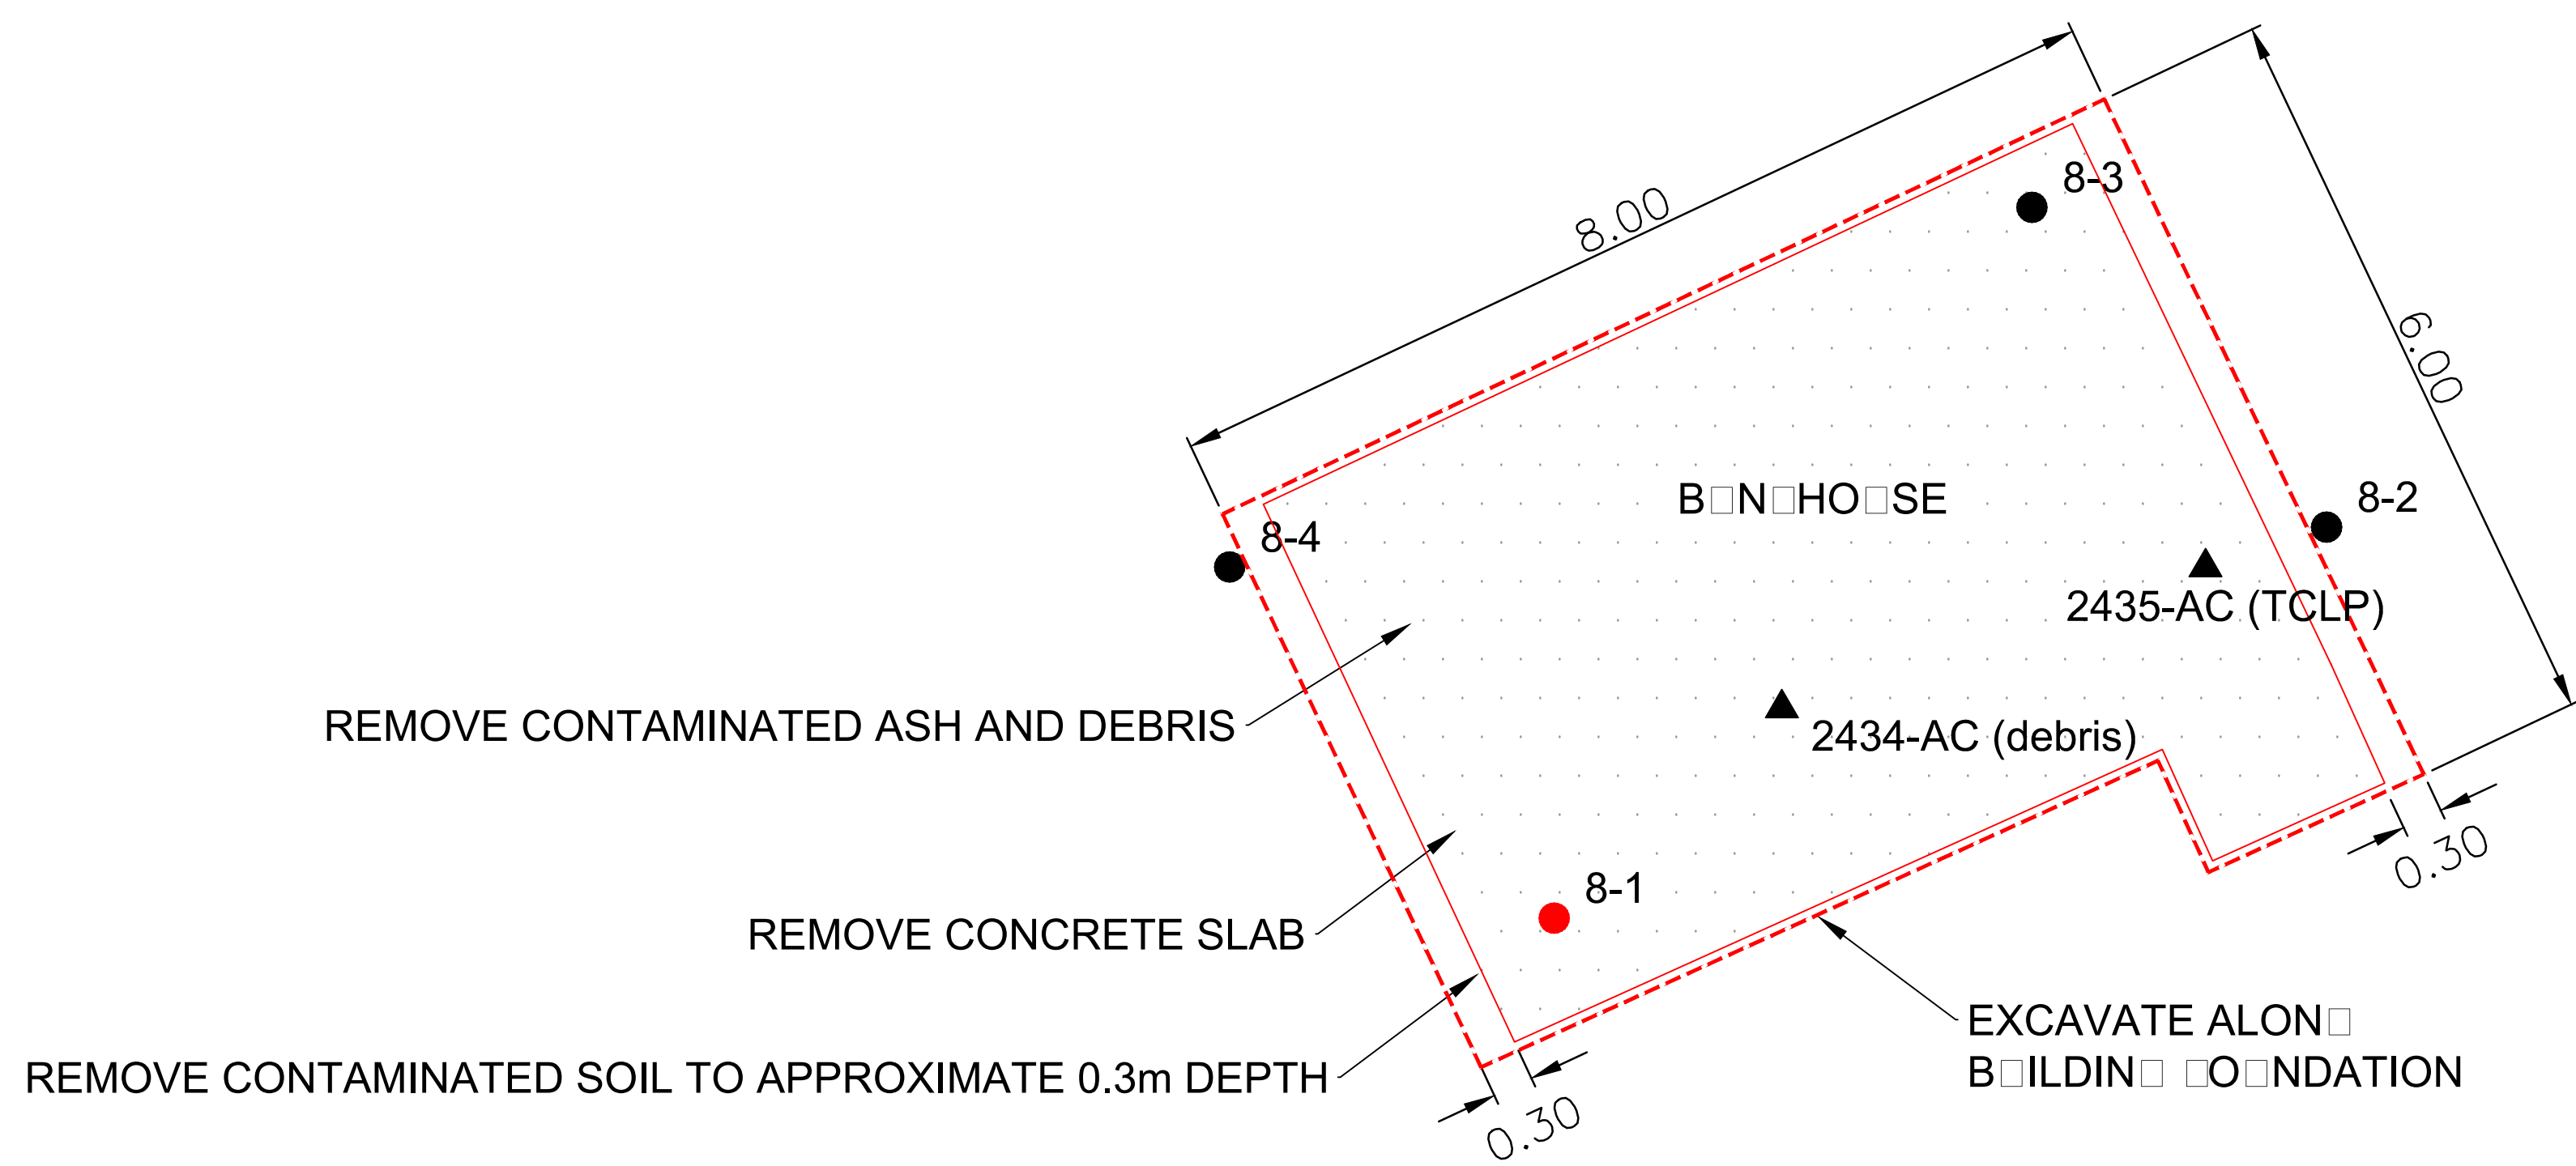 8.00
6.00
8-3
8-2
B□N□HO□SE
8-4
2435-AC (TCLP)
REMOVE CONTAMINATED ASH AND DEBRIS
2434-AC (debris)
0.30
8-1
REMOVE CONCRETE SLAB
EXCAVATE ALON□
B□ILDIN□ □O□NDATION
REMOVE CONTAMINATED SOIL TO APPROXIMATE 0.3m DEPTH
0.30